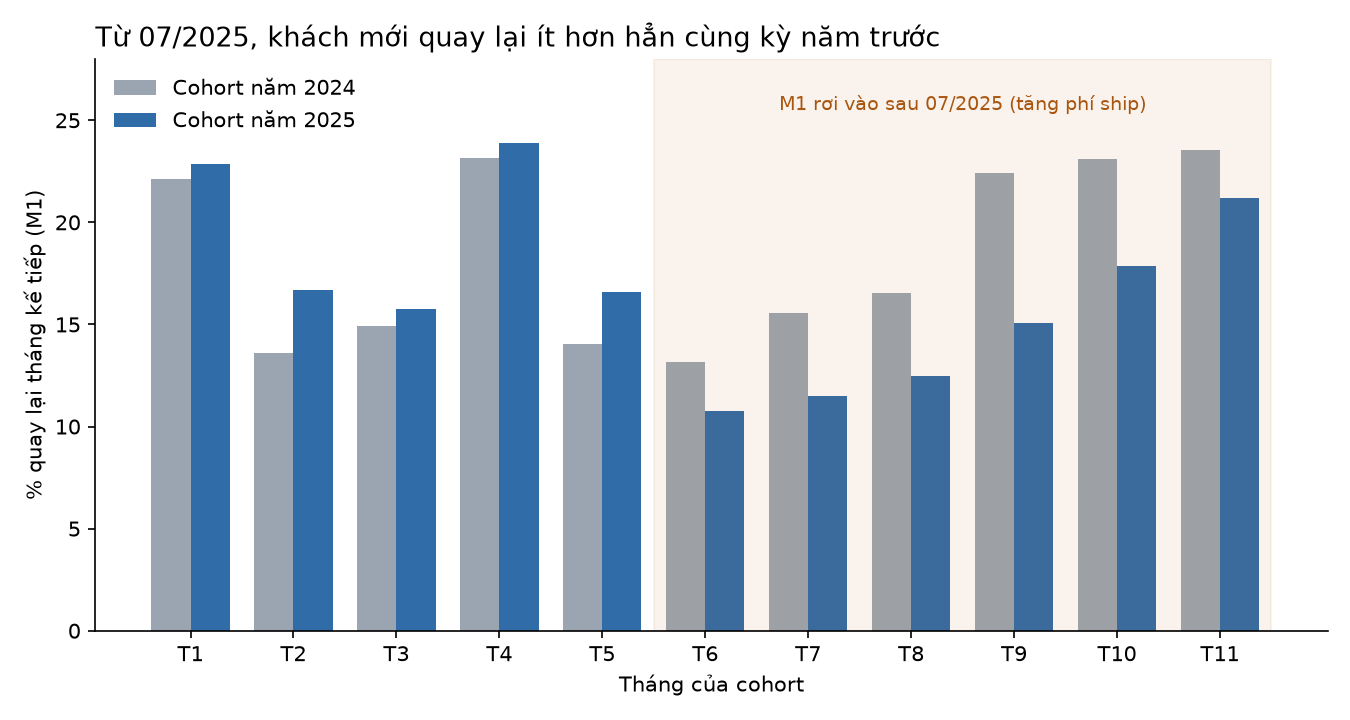 Từ 07/2025, khách mới quay lại ít hơn hẳn cùng kỳ năm trước
Cohort năm 2024
Cohort năm 2025
M1 rơi vào sau 07/2025 (tăng phí ship)
% quay lại tháng kế tiếp (M1)
25
20
15
10
5
0
T1 T2 T3 T4 T5 T6 T7 T8 T9 T10 T11
Tháng của cohort